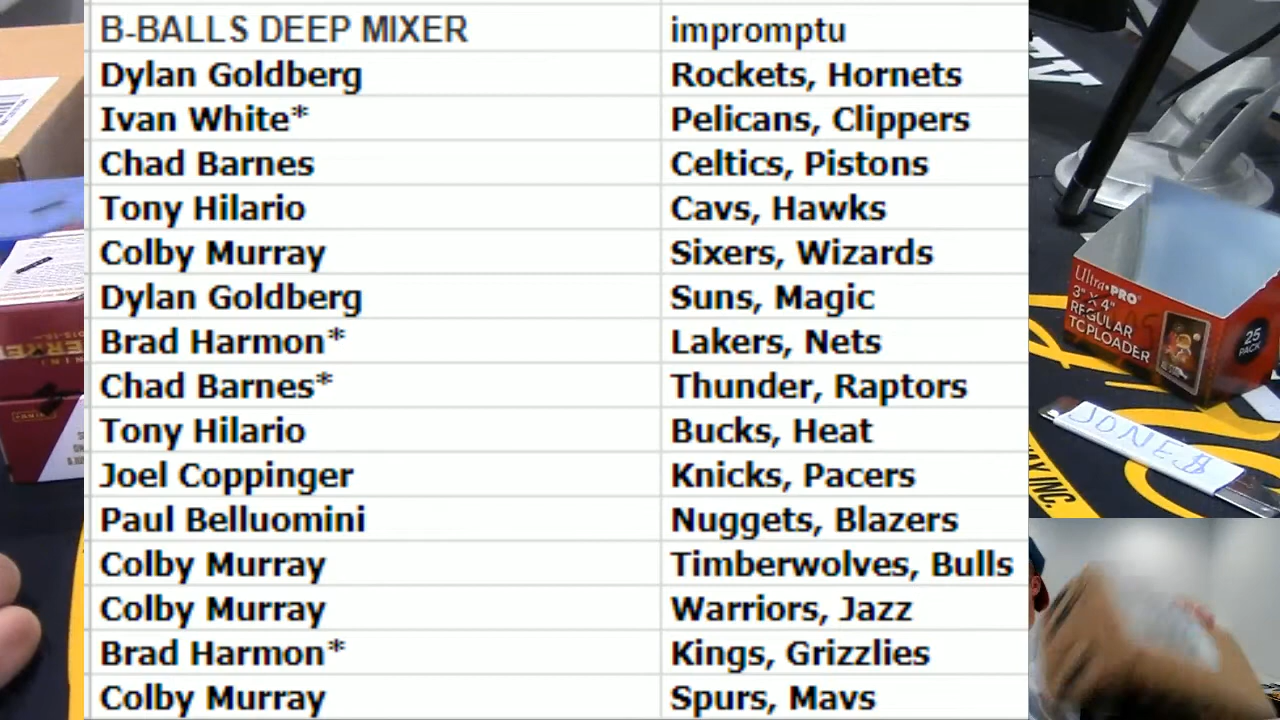 B-BALLS DEEP MIXER impromptu
Dylan Goldberg Rockets, Hornets
Ivan White* Pelicans, Clippers
Chad Barnes Celtics, Pistons
Tony Hilario Cavs, Hawks
Colby Murray Sixers, Wizards
Dylan Goldberg Suns, Magic
Brad Harmon* Lakers, Nets
Chad Barnes* Thunder, Raptors
Tony Hilario Bucks, Heat
Joel Coppinger Knicks, Pacers
Paul Belluomini Nuggets, Blazers
Colby Murray Timberwolves, Bulls
Colby Murray Warriors, Jazz
Brad Harmon* Kings, Grizzlies
Colby Murray Spurs, Mavs
Ultra•PRO
3" X 4"
REGULAR
TOPLOADER
25
PACK
JONE$
INC.